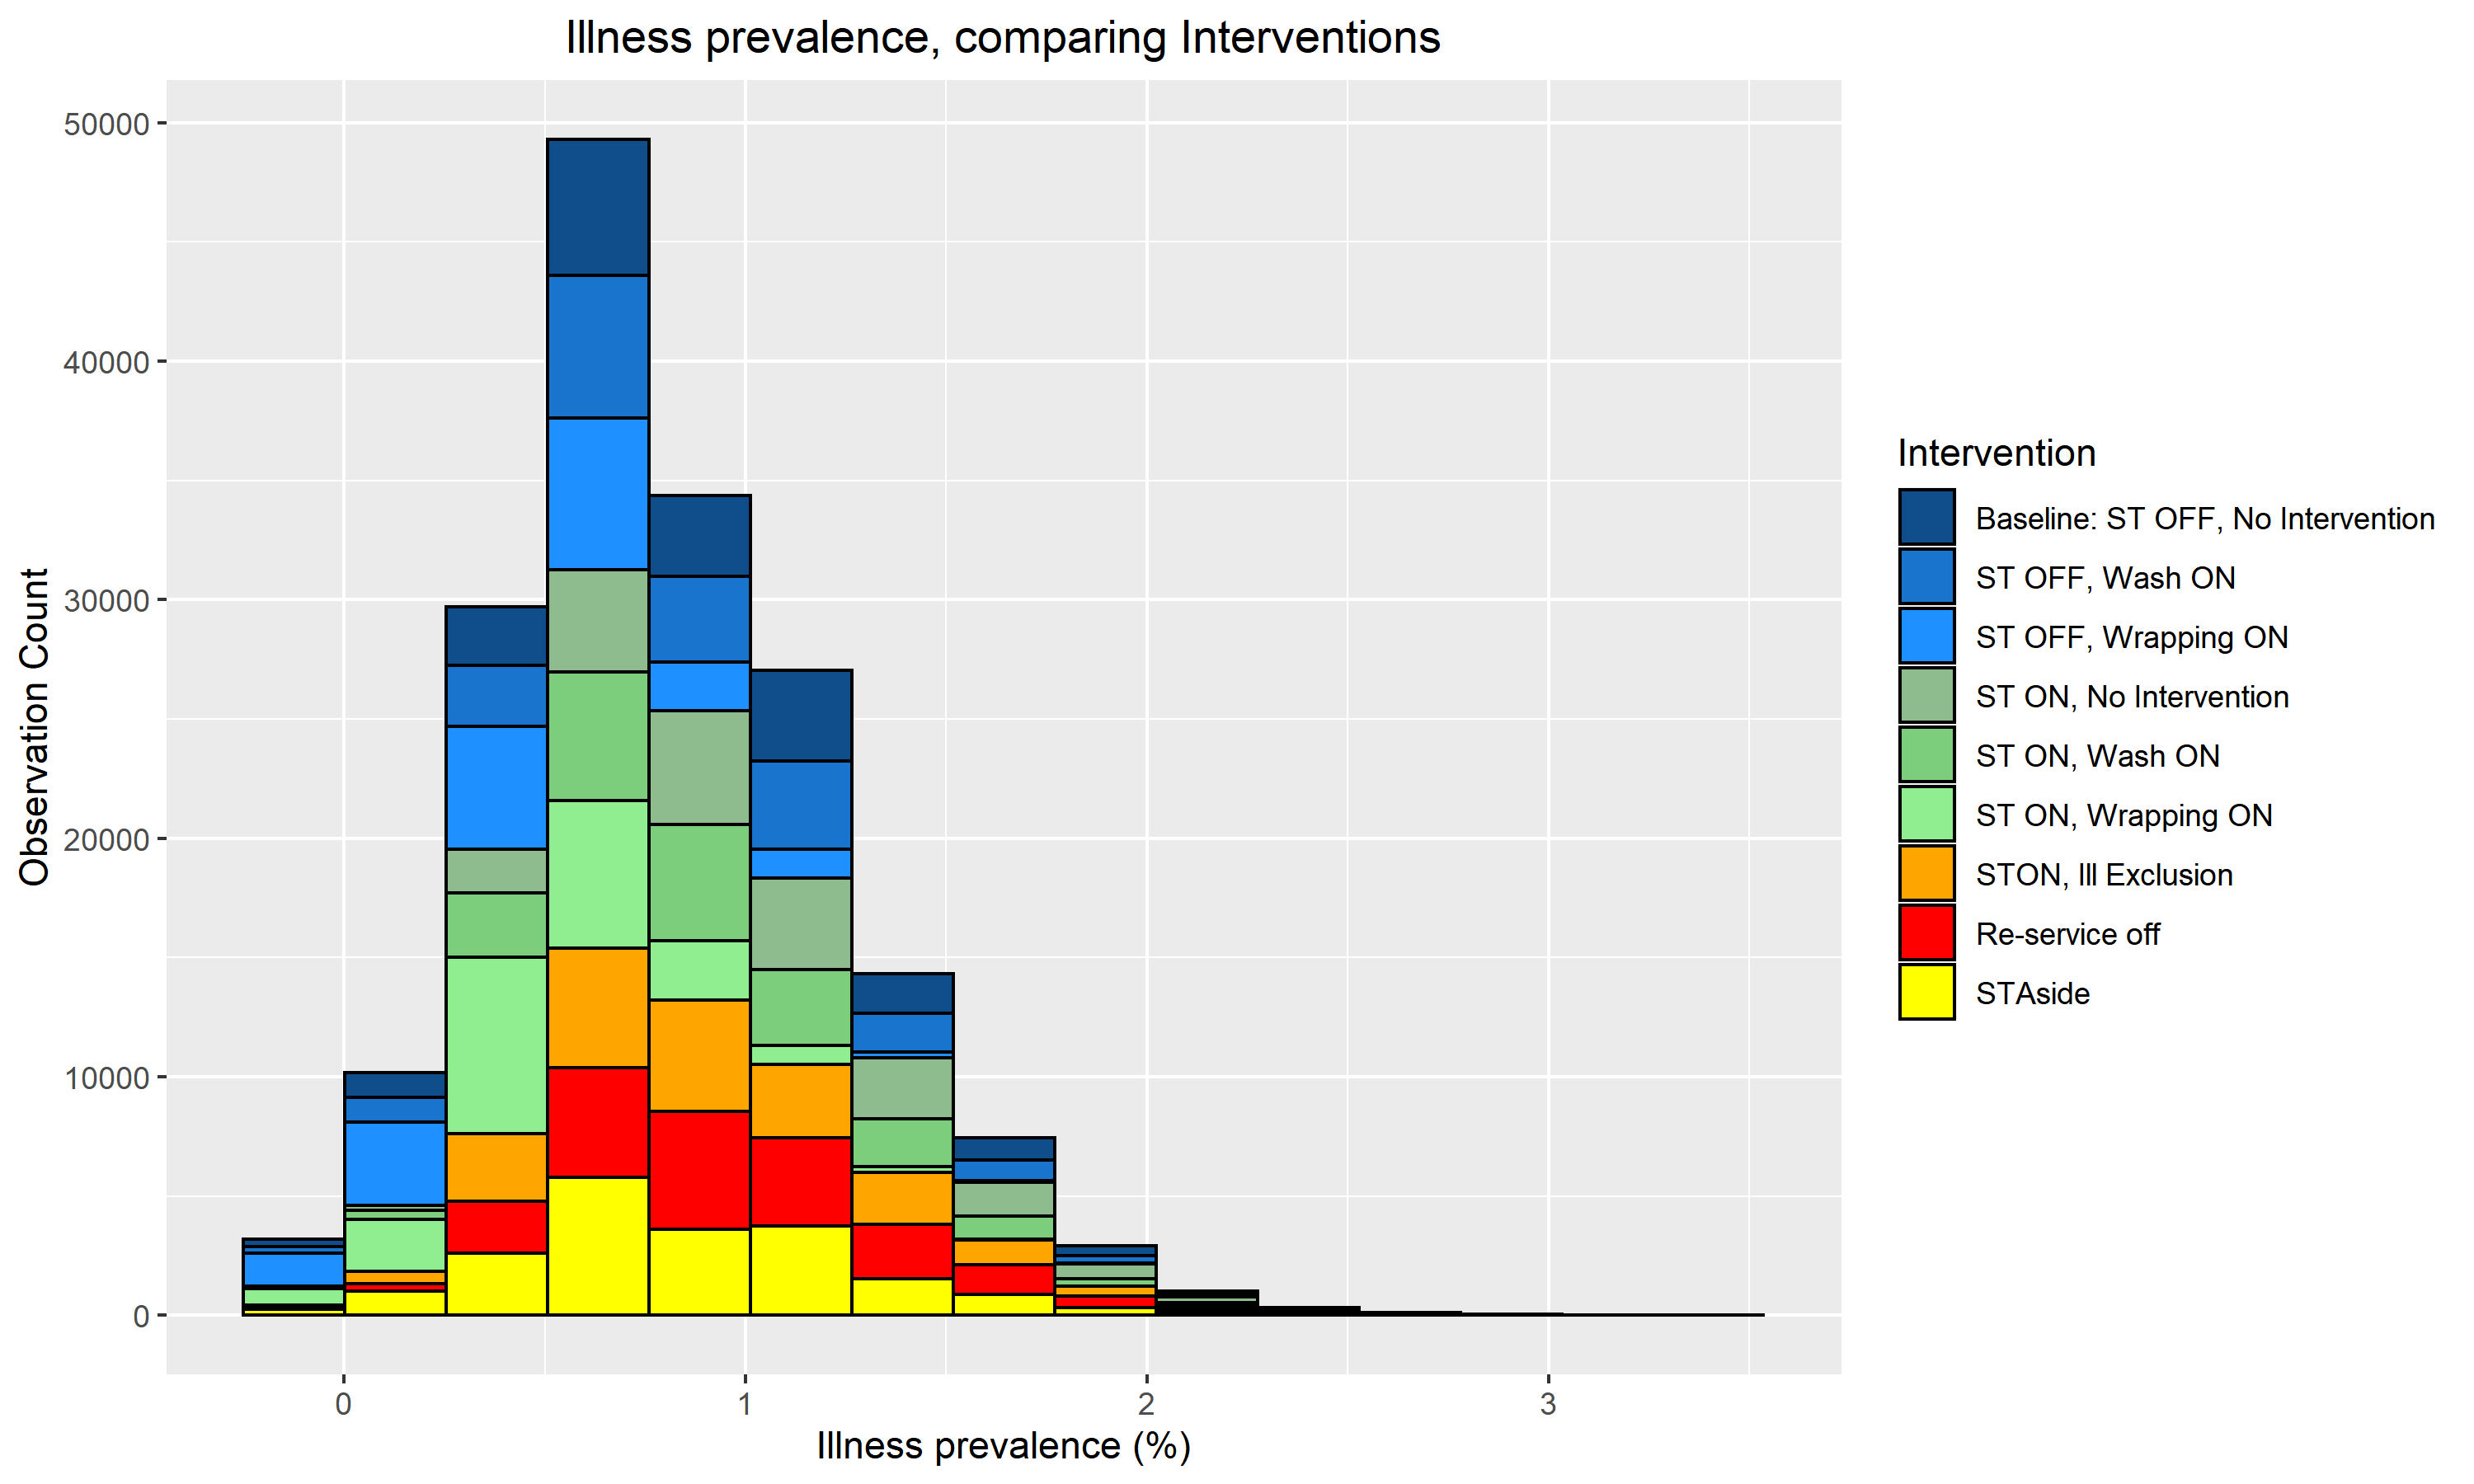 Illness prevalence, comparing Interventions
50000
40000
30000
20000
10000
0
Observation Count
0 1 2 3
Illness prevalence (%)
Intervention
Baseline: ST OFF, No Intervention
ST OFF, Wash ON
ST OFF, Wrapping ON
ST ON, No Intervention
ST ON, Wash ON
ST ON, Wrapping ON
STON, Ill Exclusion
Re-service off
STAside